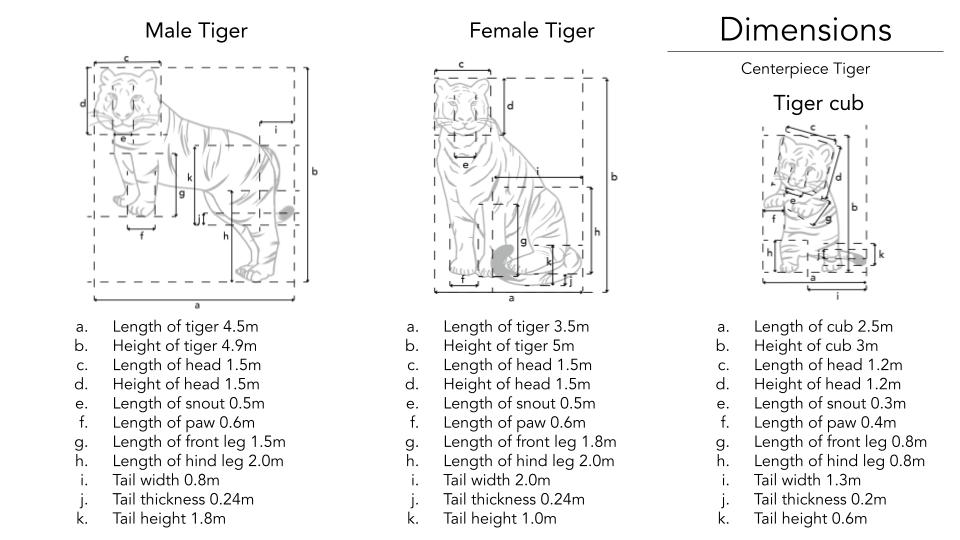 Male Tiger
c
d
e
i
k
g
b
j
h
f
a
a. Length of tiger 4.5m
b. Height of tiger 4.9m
c. Length of head 1.5m
d. Height of head 1.5m
e. Length of snout 0.5m
f. Length of paw 0.6m
g. Length of front leg 1.5m
h. Length of hind leg 2.0m
i. Tail width 0.8m
j. Tail thickness 0.24m
k. Tail height 1.8m
Female Tiger
c
d
e
i
b
h
g
k
f
j
a
a. Length of tiger 3.5m
b. Height of tiger 5m
c. Length of head 1.5m
d. Height of head 1.5m
e. Length of snout 0.5m
f. Length of paw 0.6m
g. Length of front leg 1.8m
h. Length of hind leg 2.0m
i. Tail width 2.0m
j. Tail thickness 0.24m
k. Tail height 1.0m
Dimensions
Centerpiece Tiger
Tiger cub
c
d
e
b
f
g
h
j
k
a
i
a. Length of cub 2.5m
b. Height of cub 3m
c. Length of head 1.2m
d. Height of head 1.2m
e. Length of snout 0.3m
f. Length of paw 0.4m
g. Length of front leg 0.8m
h. Length of hind leg 0.8m
i. Tail width 1.3m
j. Tail thickness 0.2m
k. Tail height 0.6m